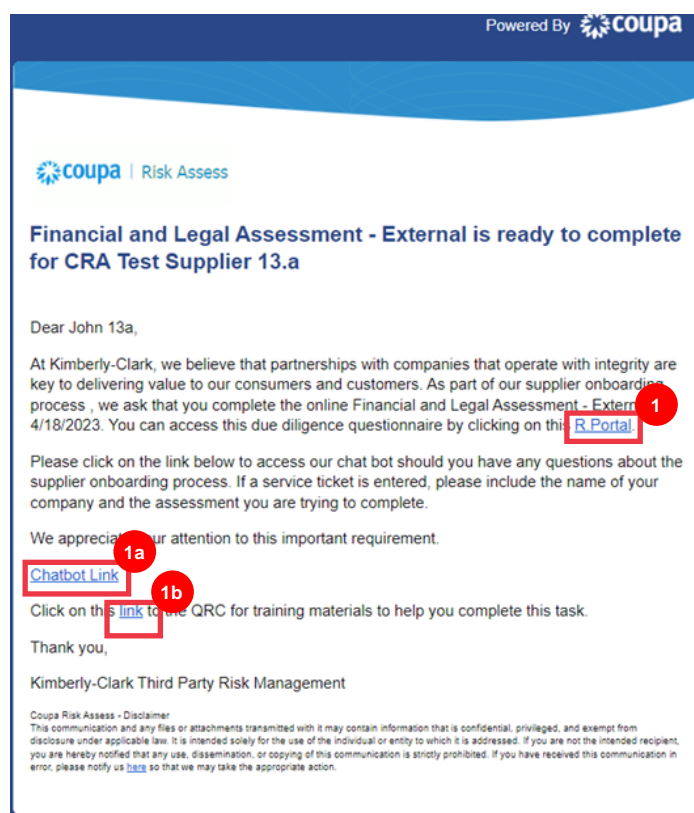 Powered By coupa
coupa | Risk Assess
Financial and Legal Assessment - External is ready to complete
for CRA Test Supplier 13.a
Dear John 13a,
At Kimberly-Clark, we believe that partnerships with companies that operate with integrity are
key to delivering value to our consumers and customers. As part of our supplier onboarding
process , we ask that you complete the online Financial and Legal Assessment - Extern
1
4/18/2023. You can access this due diligence questionnaire by clicking on this R.Portal.
Please click on the link below to access our chat bot should you have any questions about the
supplier onboarding process. If a service ticket is entered, please include the name of your
company and the assessment you are trying to complete.
We appreciat ur attention to this important requirement.
1a
Chatbot Link
1b
Click on this link to the QRC for training materials to help you complete this task.
Thank you,
Kimberly-Clark Third Party Risk Management
Coupa Risk Assess - Disclaimer
This communication and any files or attachments transmitted with it may contain information that is confidential, privileged, and exempt from
disclosure under applicable law. It is intended solely for the use of the individual or entity to which it is addressed. If you are not the intended recipient,
you are hereby notified that any use, dissemination, or copying of this communication is strictly prohibited. If you have received this communication in
error, please notify us here so that we may take the appropriate action.